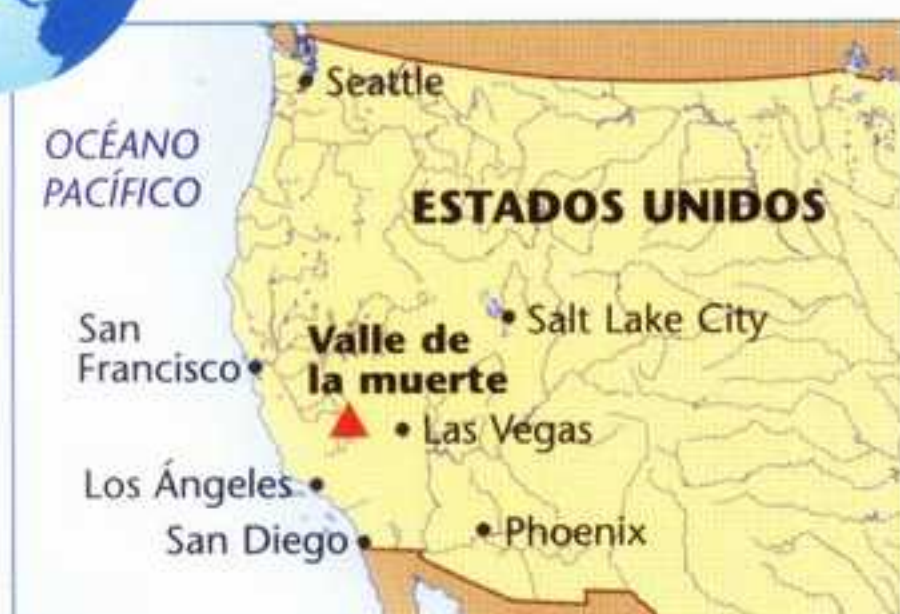 Seattle
OCÉANO
PACÍFICO
ESTADOS UNIDOS
Salt Lake City
San
Francisco
Valle de
la muerte
Las Vegas
Los Ángeles
San Diego
Phoenix